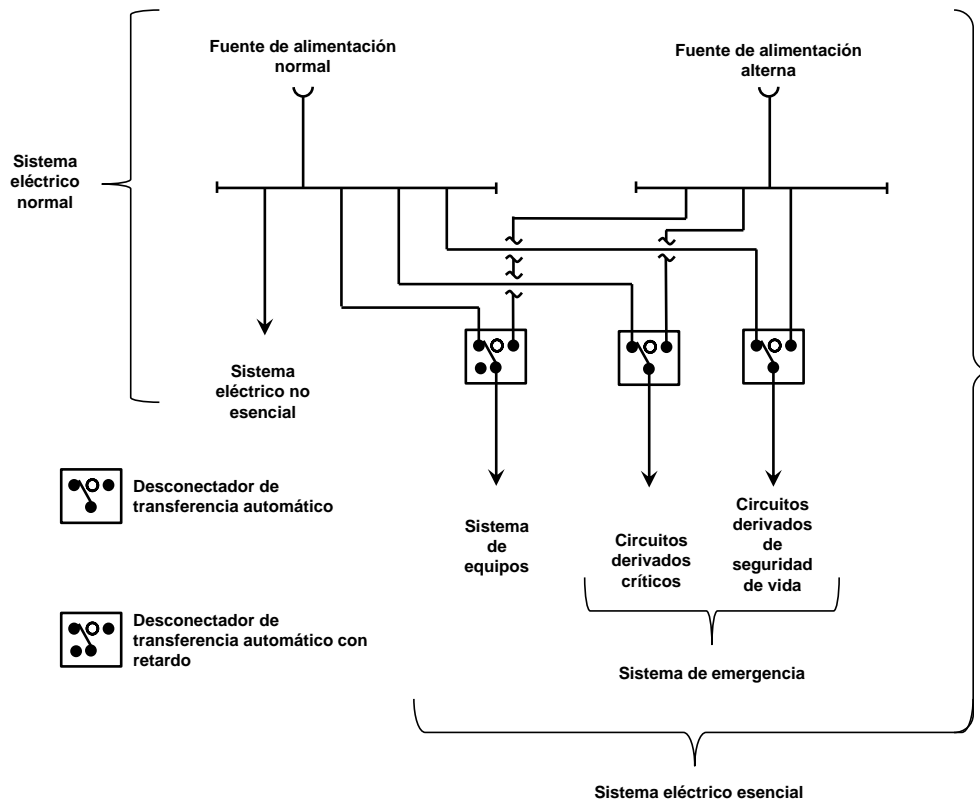 Fuente de alimentación
normal
Fuente de alimentación
alterna
Sistema
eléctrico
normal
Sistema
eléctrico no
esencial
Desconectador de
transferencia automático
Sistema
de
equipos
Circuitos
derivados
críticos
Circuitos
derivados
de
seguridad
de vida
Desconectador de
transferencia automático con
retardo
Sistema de emergencia
Sistema eléctrico esencial